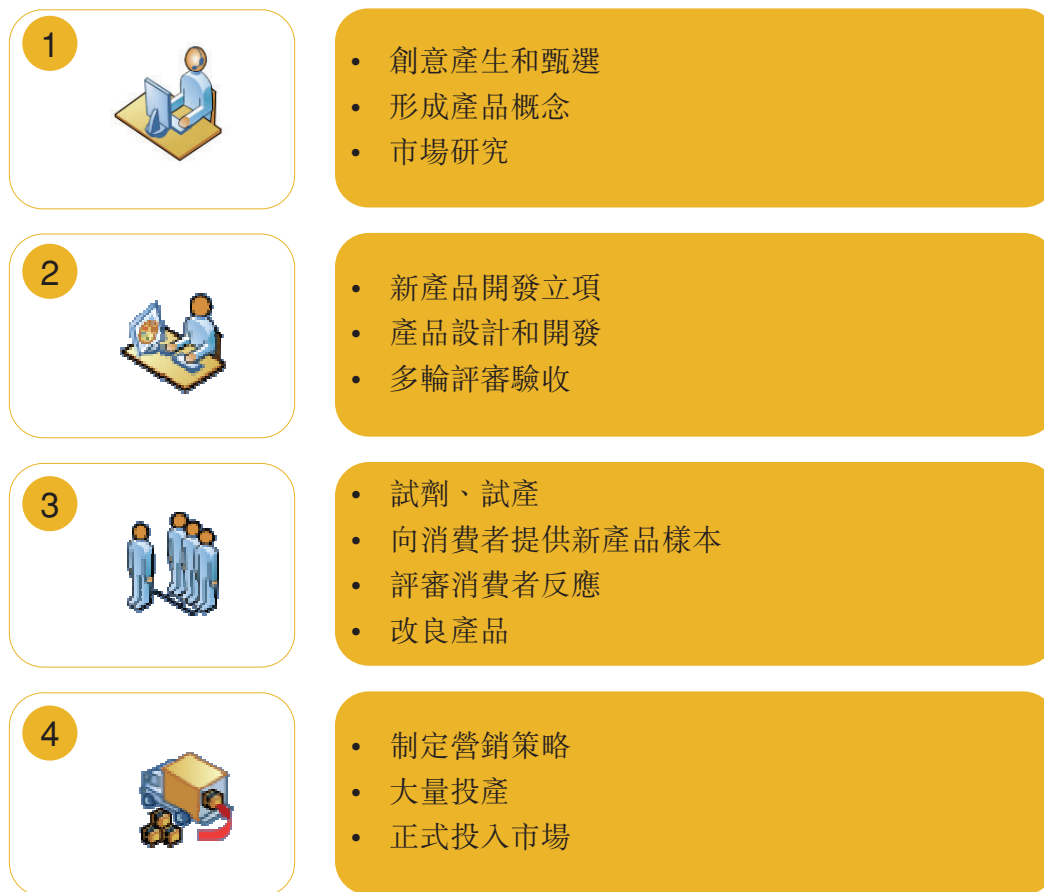 1
• 創意產生和甄選
• 形成產品概念
• 市場研究
2
• 新產品開發立項
• 產品設計和開發
• 多輪評審驗收
3
• 試劑、試產
• 向消費者提供新產品樣本
• 評審消費者反應
• 改良產品
4
• 制定營銷策略
• 大量投產
• 正式投入市場